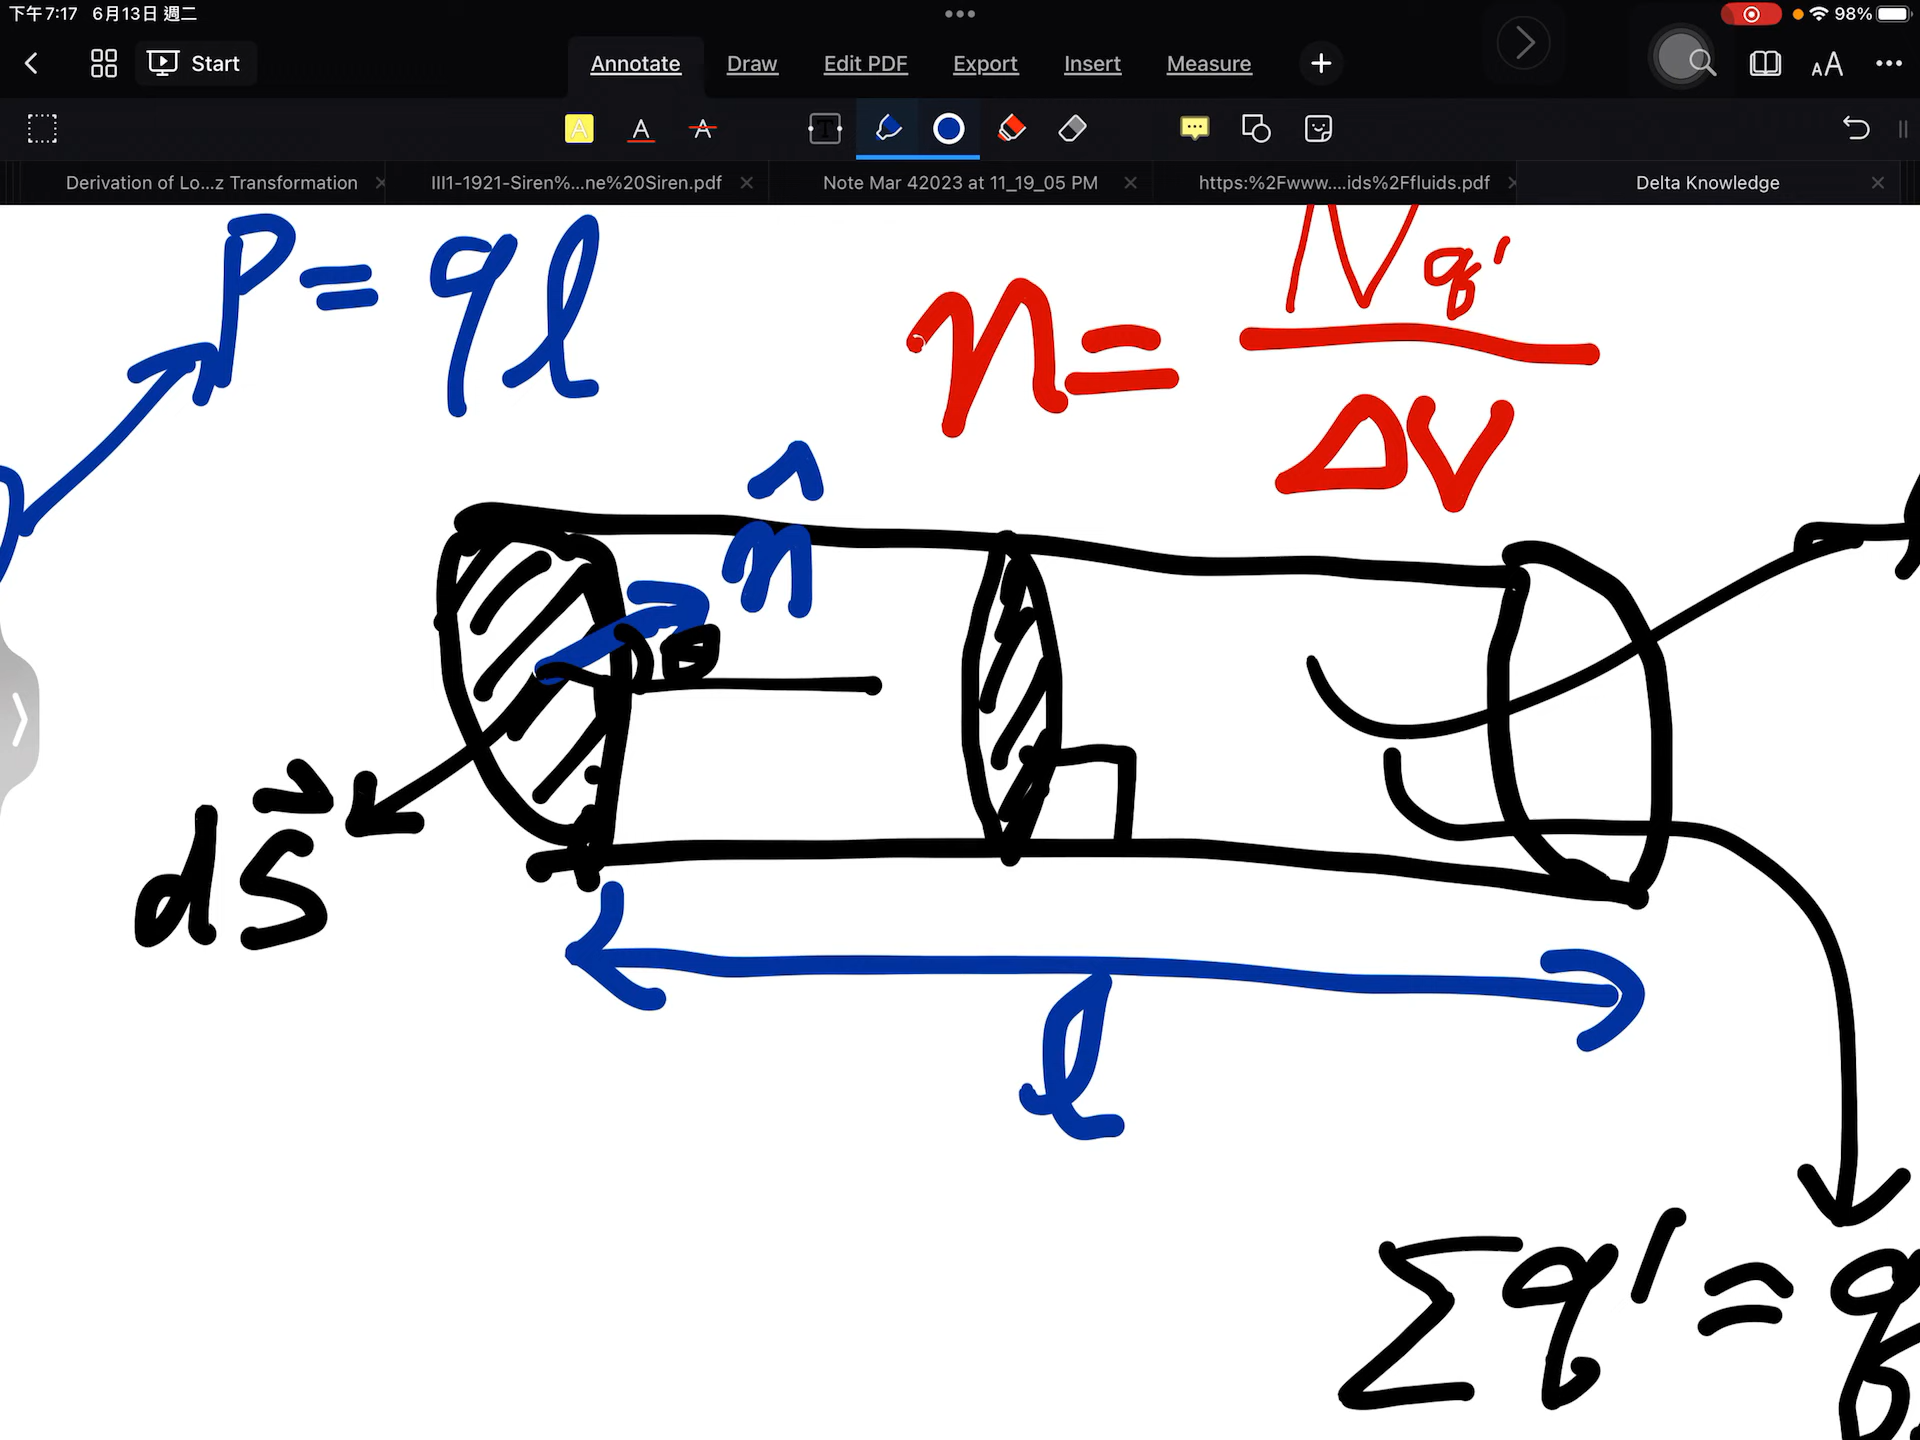 下午7:17 6月13日 週二
98%
Start
Annotate Draw Edit PDF Export Insert Measure
Derivation of Lo...z Transformation
III1-1921-Siren%...ne%20Siren.pdf
Note Mar 42023 at 11_19_05 PM
https:%2Fwww....ids%2Ffluids.pdf
Delta Knowledge
P = ql
n = Nq' / ΔV
n̂
θ
dS⃗
l
Σq' = q